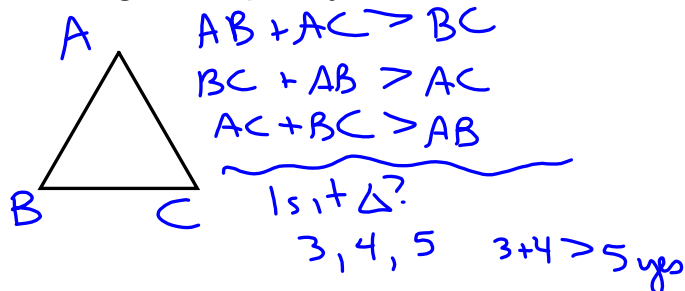 A
AB + AC > BC
BC + AB > AC
AC + BC > AB
B
C
Is it △?
3, 4, 5 3+4 > 5 yes